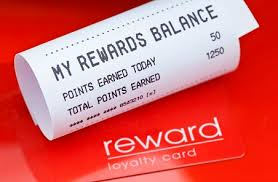 MY REWARDS BALANCE
POINTS EARNED TODAY 50
TOTAL POINTS EARNED 1250
reward
loyalty card